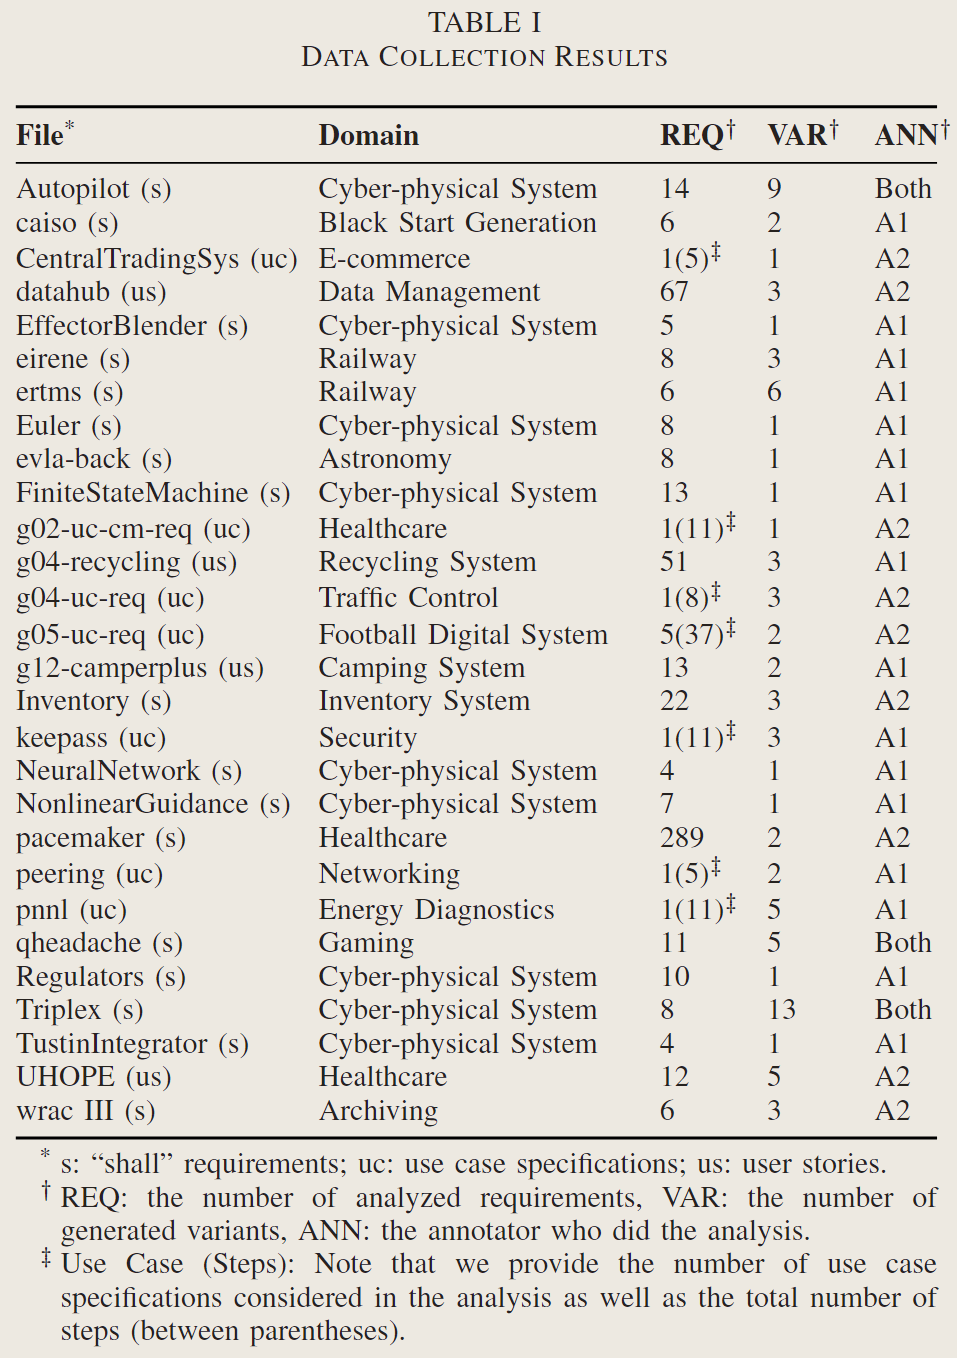 TABLE I
DATA COLLECTION RESULTS
File* Domain REQ† VAR† ANN†
Autopilot (s) Cyber-physical System 14 9 Both
caiso (s) Black Start Generation 6 2 A1
CentralTradingSys (uc) E-commerce 1(5)‡ 1 A2
datahub (us) Data Management 67 3 A2
EffectorBlender (s) Cyber-physical System 5 1 A1
eirene (s) Railway 8 3 A1
ertms (s) Railway 6 6 A1
Euler (s) Cyber-physical System 8 1 A1
evla-back (s) Astronomy 8 1 A1
FiniteStateMachine (s) Cyber-physical System 13 1 A1
g02-uc-cm-req (uc) Healthcare 1(11)‡ 1 A2
g04-recycling (us) Recycling System 51 3 A1
g04-uc-req (uc) Traffic Control 1(8)‡ 3 A2
g05-uc-req (uc) Football Digital System 5(37)‡ 2 A2
g12-camperplus (us) Camping System 13 2 A1
Inventory (s) Inventory System 22 3 A2
keepass (uc) Security 1(11)‡ 3 A1
NeuralNetwork (s) Cyber-physical System 4 1 A1
NonlinearGuidance (s) Cyber-physical System 7 1 A1
pacemaker (s) Healthcare 289 2 A2
peering (uc) Networking 1(5)‡ 2 A1
pnnl (uc) Energy Diagnostics 1(11)‡ 5 A1
qheadache (s) Gaming 11 5 Both
Regulators (s) Cyber-physical System 10 1 A1
Triplex (s) Cyber-physical System 8 13 Both
TustinIntegrator (s) Cyber-physical System 4 1 A1
UHOPE (us) Healthcare 12 5 A2
wrac III (s) Archiving 6 3 A2
* s: “shall” requirements; uc: use case specifications; us: user stories.
† REQ: the number of analyzed requirements, VAR: the number of
generated variants, ANN: the annotator who did the analysis.
‡ Use Case (Steps): Note that we provide the number of use case
specifications considered in the analysis as well as the total number of
steps (between parentheses).